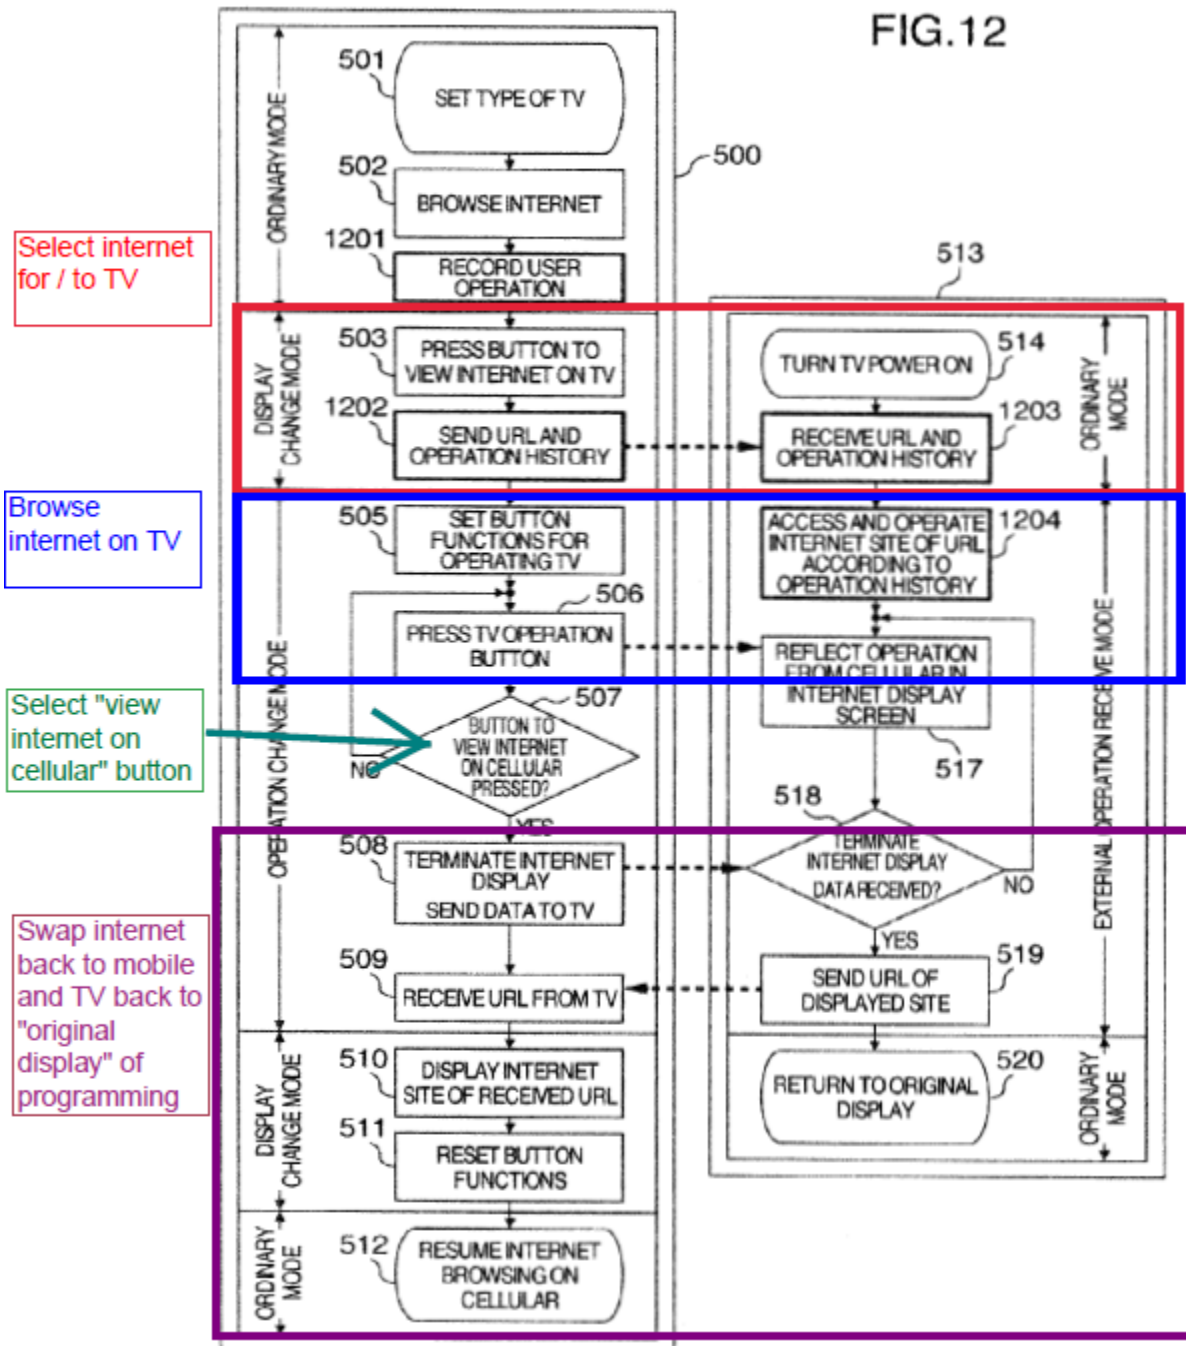 FIG.12
501
SET TYPE OF TV
502
BROWSE INTERNET
1201
RECORD USER
OPERATION
ORDINARY MODE
500
Select internet
for / to TV
513
503
PRESS BUTTON TO
VIEW INTERNET ON TV
1202
SEND URL AND
OPERATION HISTORY
DISPLAY
CHANGE MODE
514
TURN TV POWER ON
1203
RECEIVE URL AND
OPERATION HISTORY
ORDINARY
MODE
Browse
internet on TV
505
SET BUTTON
FUNCTIONS FOR
OPERATING TV
506
PRESS TV OPERATION
BUTTON
1204
ACCESS AND OPERATE
INTERNET SITE OF URL
ACCORDING TO
OPERATION HISTORY
REFLECT OPERATION
FROM CELLULAR IN
INTERNET DISPLAY
SCREEN
517
OPERATION CHANGE MODE
EXTERNAL OPERATION RECEIVE MODE
Select "view
internet on
cellular" button
507
BUTTON TO
VIEW INTERNET
ON CELLULAR
PRESSED?
NO
YES
518
TERMINATE
INTERNET DISPLAY
DATA RECEIVED?
NO
YES
508
TERMINATE INTERNET
DISPLAY
SEND DATA TO TV
Swap internet
back to mobile
and TV back to
"original
display" of
programming
509
RECEIVE URL FROM TV
519
SEND URL OF
DISPLAYED SITE
510
DISPLAY INTERNET
SITE OF RECEIVED URL
511
RESET BUTTON
FUNCTIONS
DISPLAY
CHANGE MODE
520
RETURN TO ORIGINAL
DISPLAY
ORDINARY
MODE
512
RESUME INTERNET
BROWSING ON
CELLULAR
ORDINARY
MODE